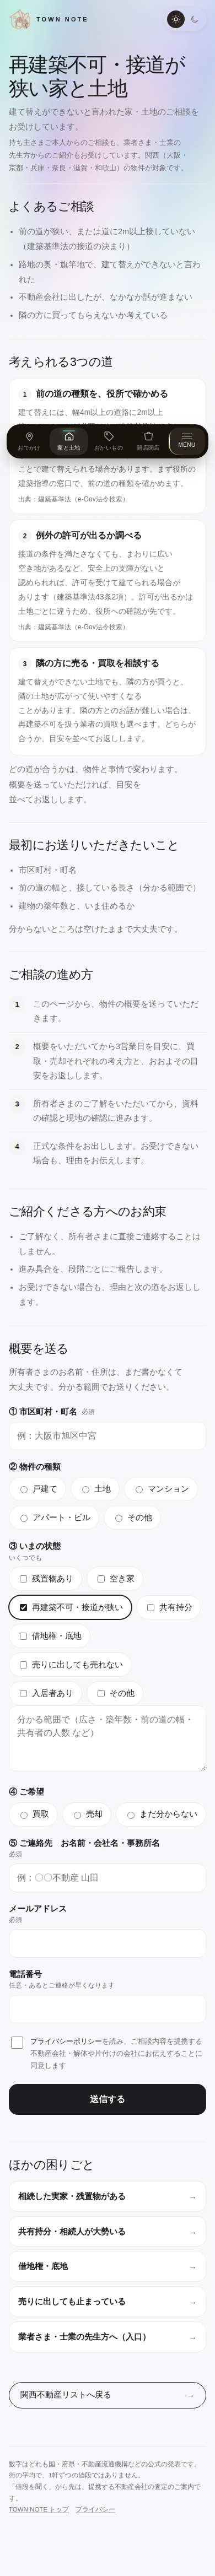 TOWN NOTE
再建築不可・接道が
狭い家と土地
建て替えができないと言われた家・土地のご相談を
お受けしています。
持ち主さまご本人からのご相談も、業者さま・士業の
先生方からのご紹介もお受けしています。関西（大阪・
京都・兵庫・奈良・滋賀・和歌山）の物件が対象です。
よくあるご相談
前の道が狭い、または道に2m以上接していない
（建築基準法の接道の決まり）
路地の奥・旗竿地で、建て替えができないと言わ
れた
不動産会社に出したが、なかなか話が進まない
隣の方に買ってもらえないか考えている
考えられる3つの道
1 前の道の種類を、役所で確かめる
建て替えには、幅4m以上の道路に2m以上
おでかけ
家と土地
おかいもの
開店閉店
MENU
ことで建て替えられる場合があります。まず役所の
建築指導の窓口で、前の道の種類を確かめます。
出典：建築基準法（e-Gov法令検索）
2 例外の許可が出るか調べる
接道の条件を満たさなくても、まわりに広い
空き地があるなど、安全上の支障がないと
認められれば、許可を受けて建てられる場合が
あります（建築基準法43条2項）。許可が出るかは
土地ごとに違うため、役所への確認が先です。
出典：建築基準法（e-Gov法令検索）
3 隣の方に売る・買取を相談する
建て替えができない土地でも、隣の方が買うと、
隣の土地が広がって使いやすくなる
ことがあります。隣の方とのお話が難しい場合は、
再建築不可を扱う業者の買取も選べます。どちらが
合うか、目安を並べてお返しします。
どの道が合うかは、物件と事情で変わります。
概要を送っていただければ、目安を
並べてお返しします。
最初にお送りいただきたいこと
市区町村・町名
前の道の幅と、接している長さ（分かる範囲で）
建物の築年数と、いま住めるか
分からないところは空けたままで大丈夫です。
ご相談の進め方
1 このページから、物件の概要を送っていただ
きます。
2 概要をいただいてから3営業日を目安に、買
取・売却それぞれの考え方と、おおよその目
安をお返しします。
3 所有者さまのご了解をいただいてから、資料
の確認と現地の確認に進みます。
4 正式な条件をお出しします。お受けできない
場合も、理由をお伝えします。
ご紹介くださる方へのお約束
ご了解なく、所有者さまに直接ご連絡することは
しません。
進み具合を、段階ごとにご報告します。
お受けできない場合も、理由と次の道をお返しし
ます。
概要を送る
所有者さまのお名前・住所は、まだ書かなくて
大丈夫です。分かる範囲でお送りください。
① 市区町村・町名 必須
例：大阪市旭区中宮
② 物件の種類
戸建て 土地 マンション
アパート・ビル その他
③ いまの状態
いくつでも
残置物あり 空き家
再建築不可・接道が狭い 共有持分
借地権・底地
売りに出しても売れない
入居者あり その他
分かる範囲で（広さ・築年数・前の道の幅・
共有者の人数 など）
④ ご希望
買取 売却 まだ分からない
⑤ ご連絡先 お名前・会社名・事務所名
必須
例：〇〇不動産 山田
メールアドレス
必須
電話番号
任意・あるとご連絡が早くなります
プライバシーポリシーを読み、ご相談内容を提携する
不動産会社・解体や片付けの会社にお伝えすることに
同意します
送信する
ほかの困りごと
相続した実家・残置物がある →
共有持分・相続人が大勢いる →
借地権・底地 →
売りに出しても止まっている →
業者さま・士業の先生方へ（入口） →
関西不動産リストへ戻る →
数字はどれも国・府県・不動産流通機構などの公式の発表です。
街の平均で、1軒ずつの値段ではありません。
「値段を聞く」から先は、提携する不動産会社の査定のご案内で
す。
TOWN NOTE トップ プライバシー